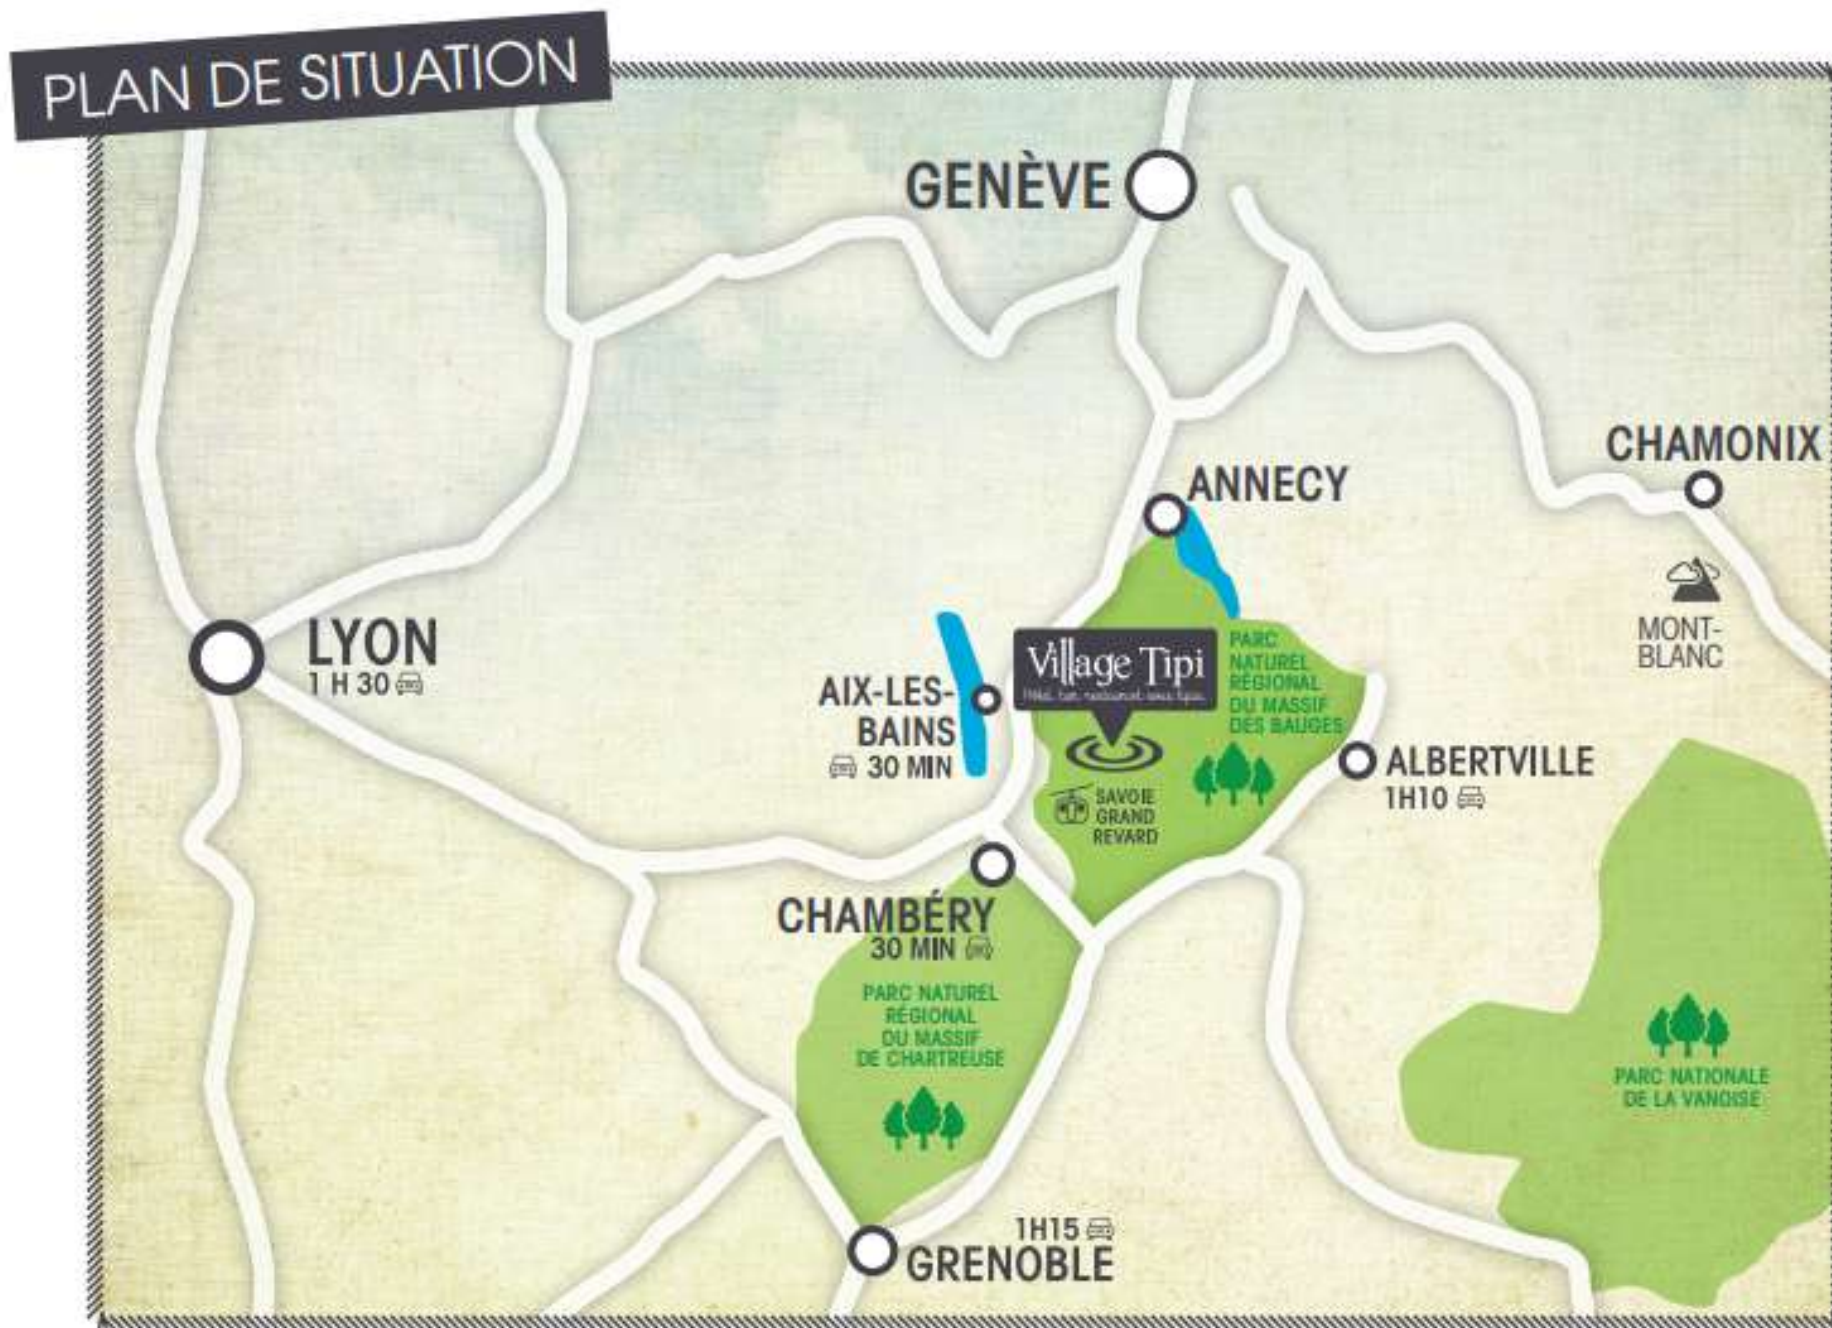 PLAN DE SITUATION
GENÈVE
CHAMONIX
ANNECY
MONT-
BLANC
LYON
1 H 30
AIX-LES-
BAINS
30 MIN
Village Tipi
PARC
NATUREL
RÉGIONAL
DU MASSIF
DES BAUGES
SAVOIE
GRAND
REVARD
ALBERTVILLE
1H10
CHAMBÉRY
30 MIN
PARC NATUREL
RÉGIONAL
DU MASSIF
DE CHARTREUSE
PARC NATIONALE
DE LA VANOISE
1H15
GRENOBLE